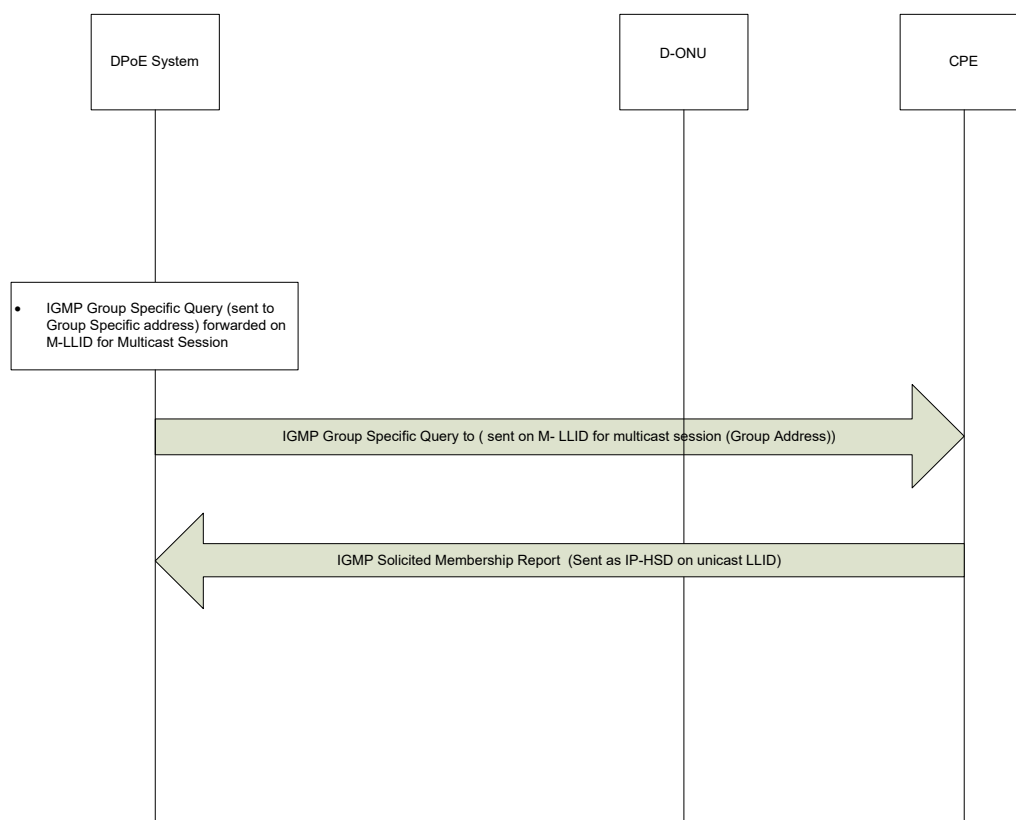 DPoE System
D-ONU
CPE
• IGMP Group Specific Query (sent to
Group Specific address) forwarded on
M-LLID for Multicast Session
IGMP Group Specific Query to ( sent on M- LLID for multicast session (Group Address))
IGMP Solicited Membership Report (Sent as IP-HSD on unicast LLID)